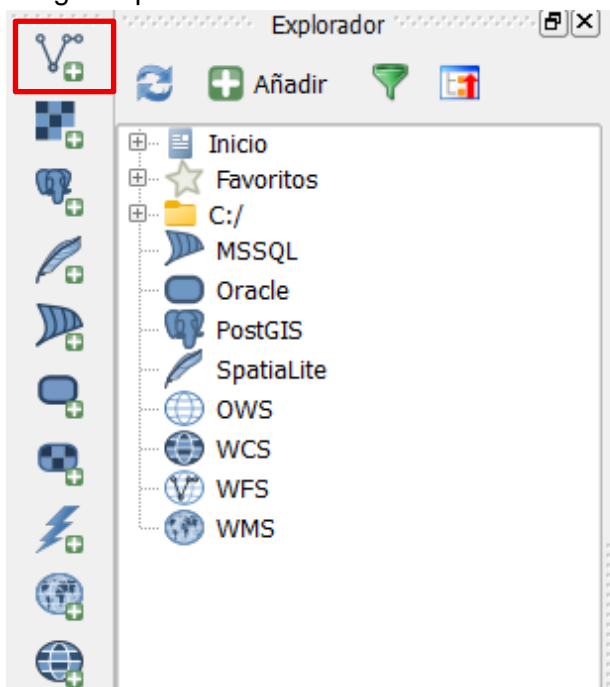 Explorador
Añadir
Inicio
Favoritos
C:/
MSSQL
Oracle
PostGIS
SpatiaLite
OWS
WCS
WFS
WMS